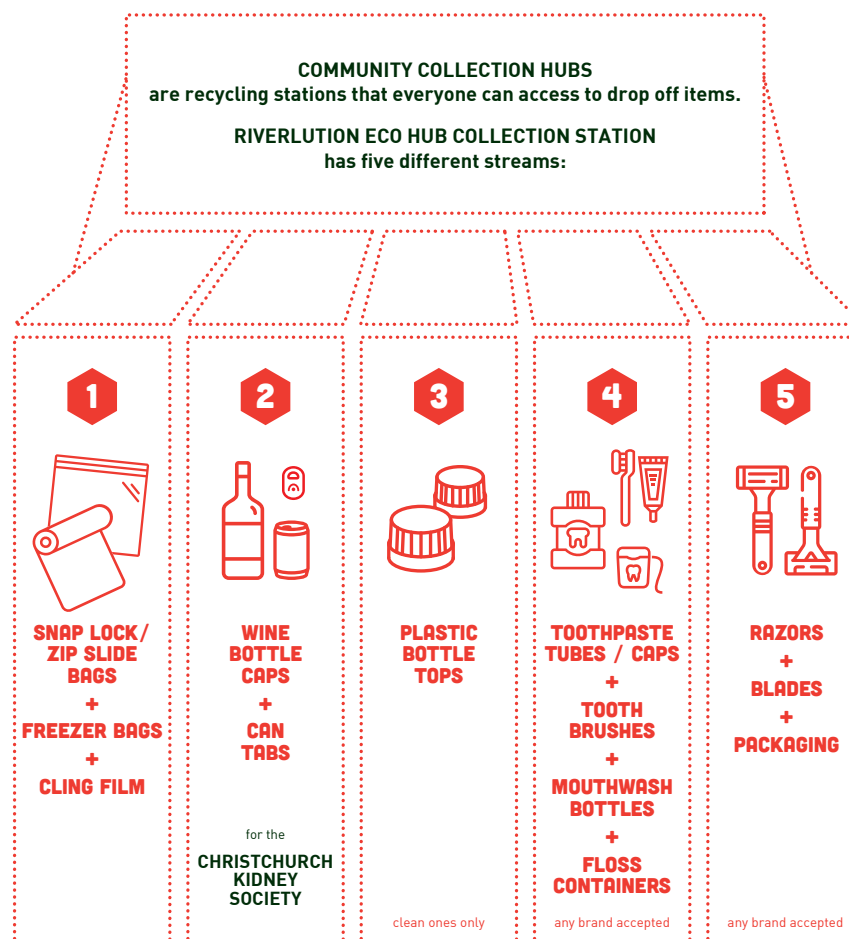 COMMUNITY COLLECTION HUBS
are recycling stations that everyone can access to drop off items.
RIVERLUTION ECO HUB COLLECTION STATION
has five different streams:
1
SNAP LOCK/
ZIP SLIDE
BAGS
+
FREEZER BAGS
+
CLING FILM
2
WINE
BOTTLE
CAPS
+
CAN
TABS
for the
CHRISTCHURCH
KIDNEY
SOCIETY
3
PLASTIC
BOTTLE
TOPS
clean ones only
4
TOOTHPASTE
TUBES / CAPS
+
TOOTH
BRUSHES
+
MOUTHWASH
BOTTLES
+
FLOSS
CONTAINERS
any brand accepted
5
RAZORS
+
BLADES
+
PACKAGING
any brand accepted